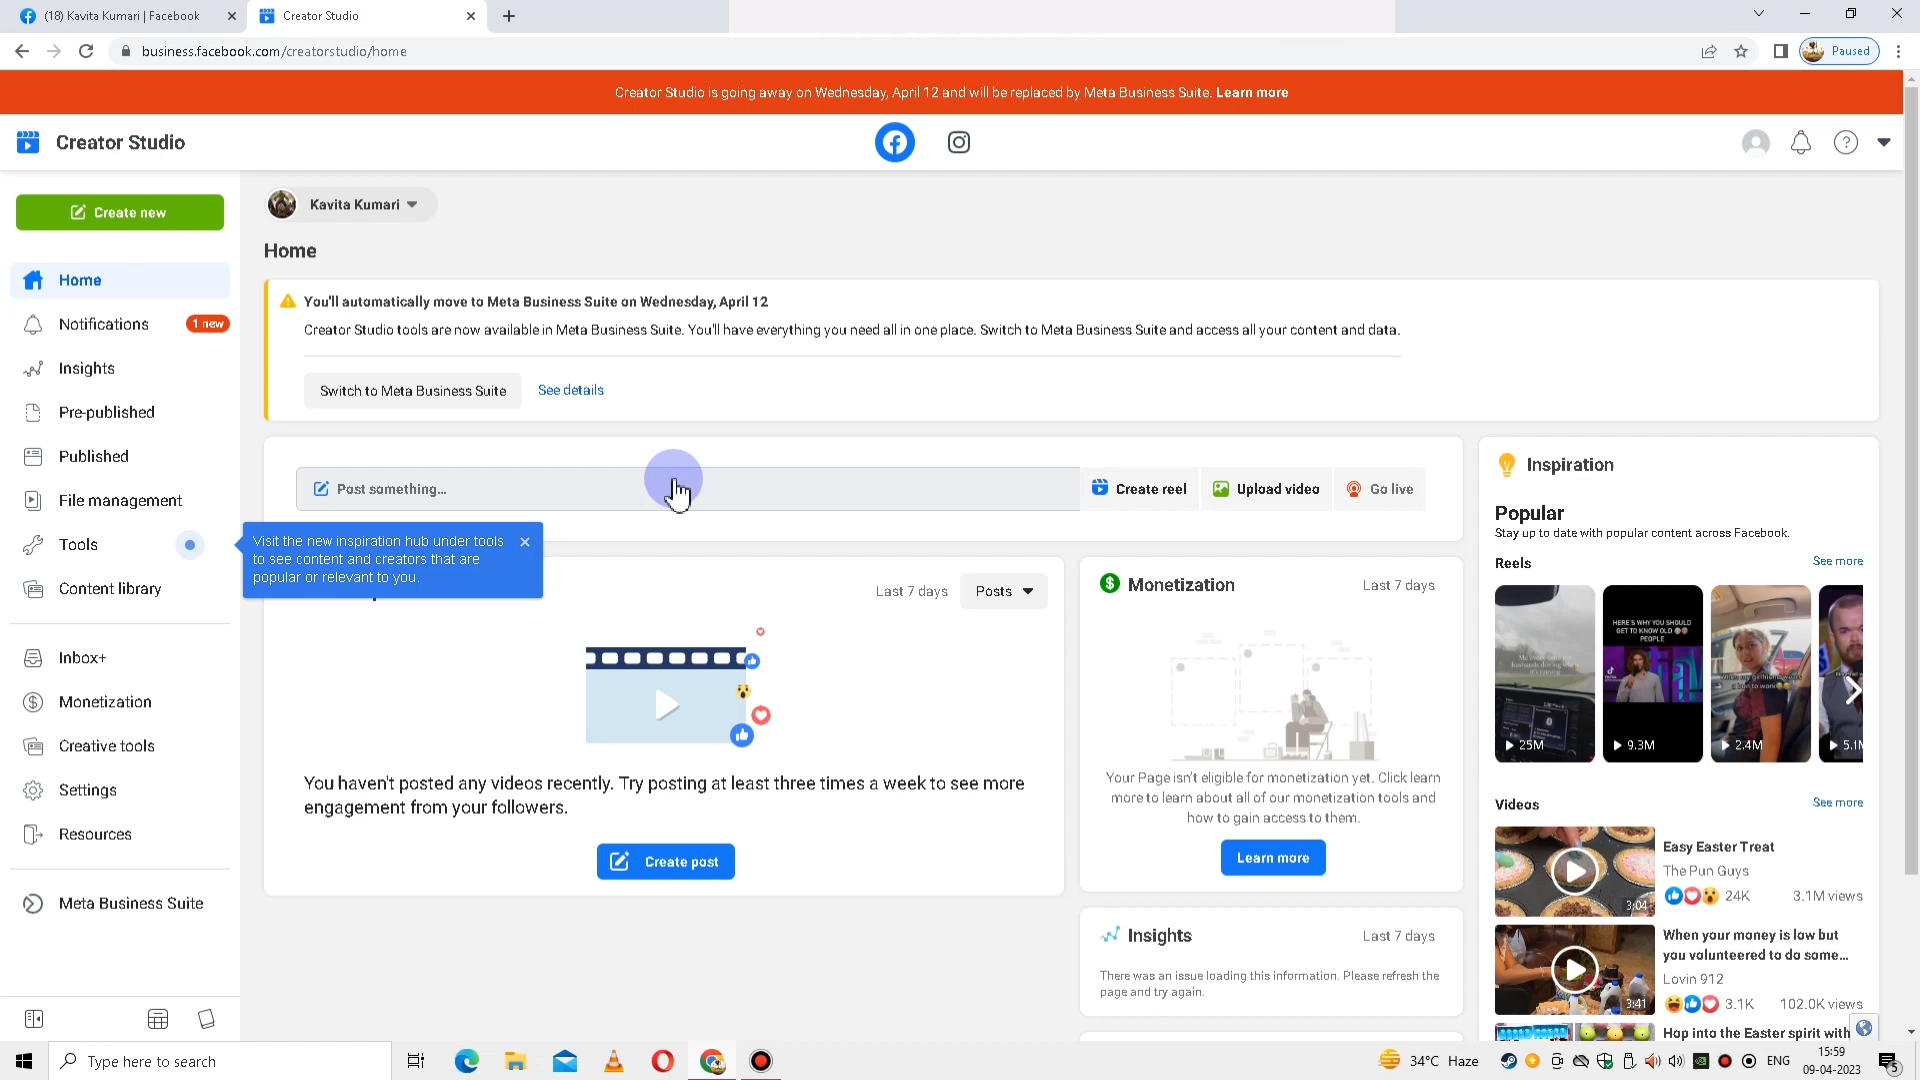 (18) Kavita Kumari | Facebook
Creator Studio
business.facebook.com/creatorstudio/home
Paused
Creator Studio is going away on Wednesday, April 12 and will be replaced by Meta Business Suite. Learn more
Creator Studio
Create new
Home
Notifications
1 new
Insights
Pre-published
Published
File management
Tools
Content library
Inbox+
Monetization
Creative tools
Settings
Resources
Meta Business Suite
Kavita Kumari
Home
You'll automatically move to Meta Business Suite on Wednesday, April 12
Creator Studio tools are now available in Meta Business Suite. You'll have everything you need all in one place. Switch to Meta Business Suite and access all your content and data.
Switch to Meta Business Suite
See details
Post something...
Create reel
Upload video
Go live
Visit the new inspiration hub under tools
to see content and creators that are
popular or relevant to you.
Last 7 days
Posts
You haven't posted any videos recently. Try posting at least three times a week to see more
engagement from your followers.
Create post
Monetization
Last 7 days
Your Page isn't eligible for monetization yet. Click learn
more to learn about all of our monetization tools and
how to gain access to them.
Learn more
Insights
Last 7 days
There was an issue loading this information. Please refresh the
page and try again.
Inspiration
Popular
Stay up to date with popular content across Facebook.
Reels
See more
HERE'S WHY YOU SHOULD
GET TO KNOW OLD
PEOPLE
25M
9.3M
2.4M
Videos
See more
Easy Easter Treat
The Pun Guys
24K
3.1M views
3:04
When your money is low but
you volunteered to do some...
Lovin 912
3.1K
102.0K views
3:41
Hop into the Easter spirit with
Type here to search
34°C Haze
ENG
15:59
09-04-2023
5